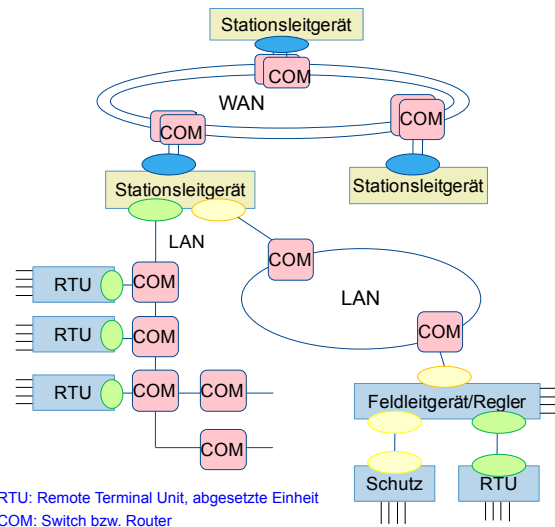 Stationsleitgerät
COM
WAN
COM
COM
Stationsleitgerät
Stationsleitgerät
LAN
COM
RTU
COM
LAN
RTU
COM
COM
RTU
COM
COM
Feldleitgerät/Regler
COM
Schutz
RTU
RTU: Remote Terminal Unit, abgesetzte Einheit
COM: Switch bzw. Router